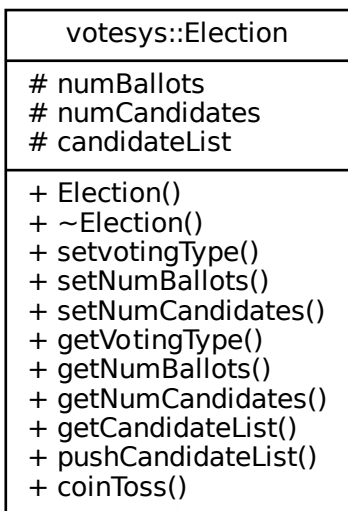 votesys::Election
# numBallots
# numCandidates
# candidateList
+ Election()
+ ~Election()
+ setvotingType()
+ setNumBallots()
+ setNumCandidates()
+ getVotingType()
+ getNumBallots()
+ getNumCandidates()
+ getCandidateList()
+ pushCandidateList()
+ coinToss()